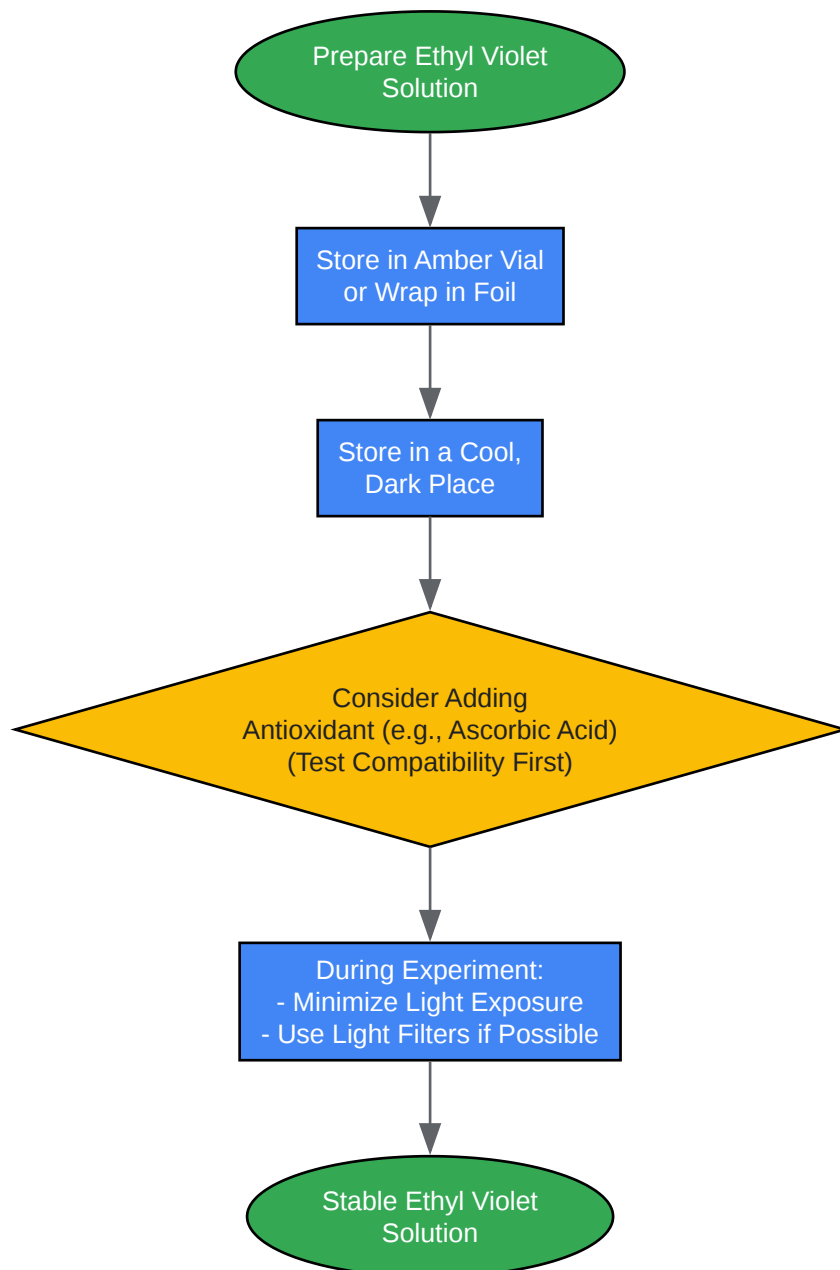 Prepare Ethyl Violet
Solution
Store in Amber Vial
or Wrap in Foil
Store in a Cool,
Dark Place
Consider Adding
Antioxidant (e.g., Ascorbic Acid)
(Test Compatibility First)
During Experiment:
- Minimize Light Exposure
- Use Light Filters if Possible
Stable Ethyl Violet
Solution